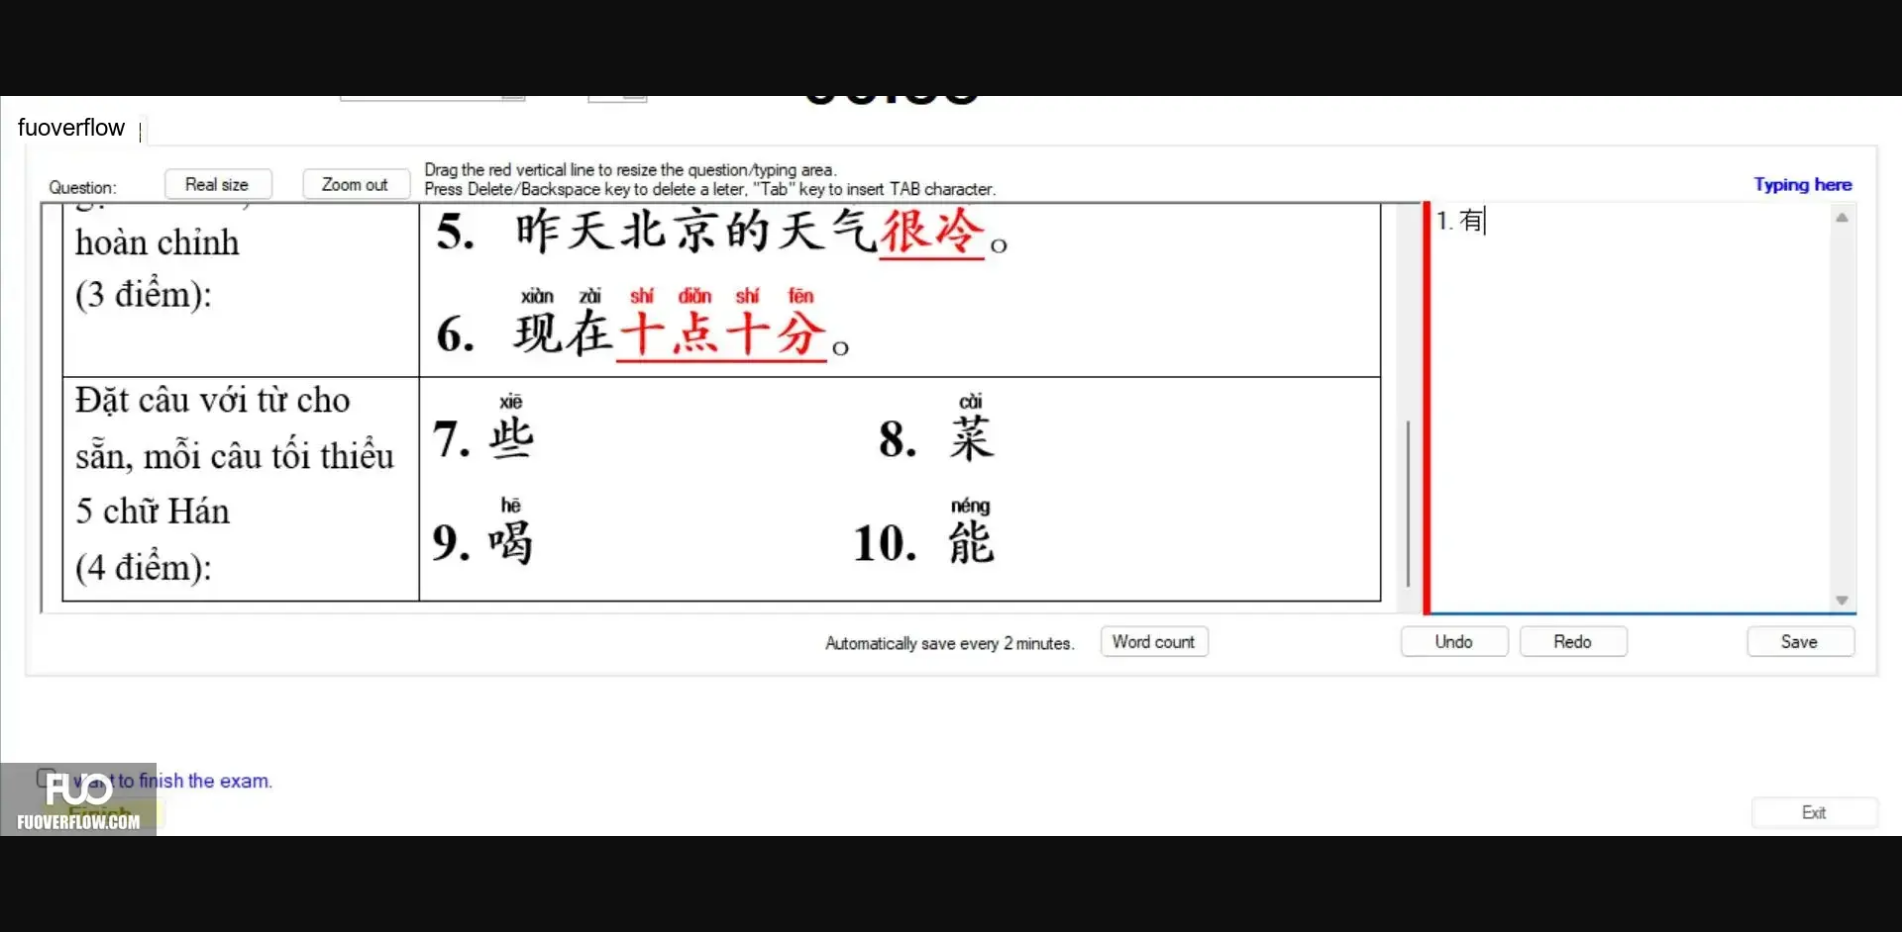 fuoverflow
Question:
Real size
Zoom out
Drag the red vertical line to resize the question/typing area.
Press Delete/Backspace key to delete a leter, "Tab" key to insert TAB character.
Typing here
hoàn chỉnh
(3 điểm):
5. 昨天北京的天气很冷。
xiàn zài shí diǎn shí fēn
6. 现在十点十分。
1. 有
Đặt câu với từ cho
sẵn, mỗi câu tối thiểu
5 chữ Hán
(4 điểm):
xiē
7. 些
cài
8. 菜
hē
9. 喝
néng
10. 能
Automatically save every 2 minutes.
Word count
Undo
Redo
Save
want to finish the exam.
Finish
FUO
FUOVERFLOW.COM
Exit